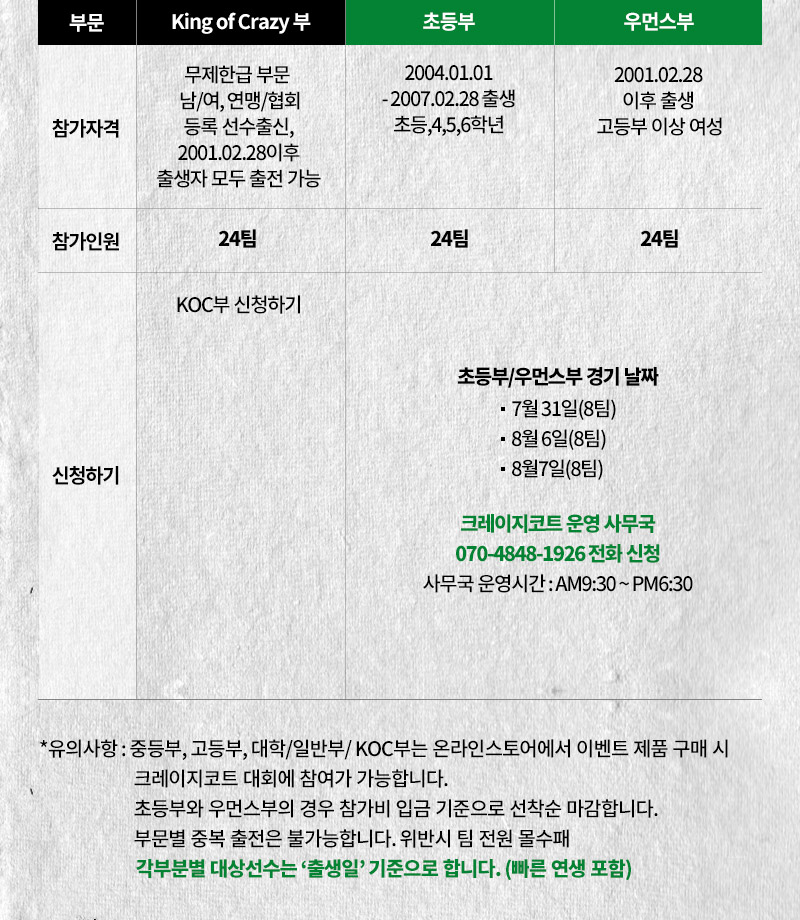 부문
King of Crazy 부
초등부
우먼스부
참가자격
무제한급 부문
남/여, 연맹/협회
등록 선수출신,
2001.02.28이후
출생자 모두 출전 가능
2004.01.01
- 2007.02.28 출생
초등,4,5,6학년
2001.02.28
이후 출생
고등부 이상 여성
참가인원
24팀
24팀
24팀
신청하기
KOC부 신청하기
초등부/우먼스부 경기 날짜
· 7월 31일(8팀)
· 8월 6일(8팀)
· 8월7일(8팀)
크레이지코트 운영 사무국
070-4848-1926 전화 신청
사무국 운영시간 : AM9:30 ~ PM6:30
*유의사항 : 중등부, 고등부, 대학/일반부/ KOC부는 온라인스토어에서 이벤트 제품 구매 시
크레이지코트 대회에 참여가 가능합니다.
초등부와 우먼스부의 경우 참가비 입금 기준으로 선착순 마감합니다.
부문별 중복 출전은 불가능합니다. 위반시 팀 전원 몰수패
각부분별 대상선수는 ‘출생일’ 기준으로 합니다. (빠른 연생 포함)